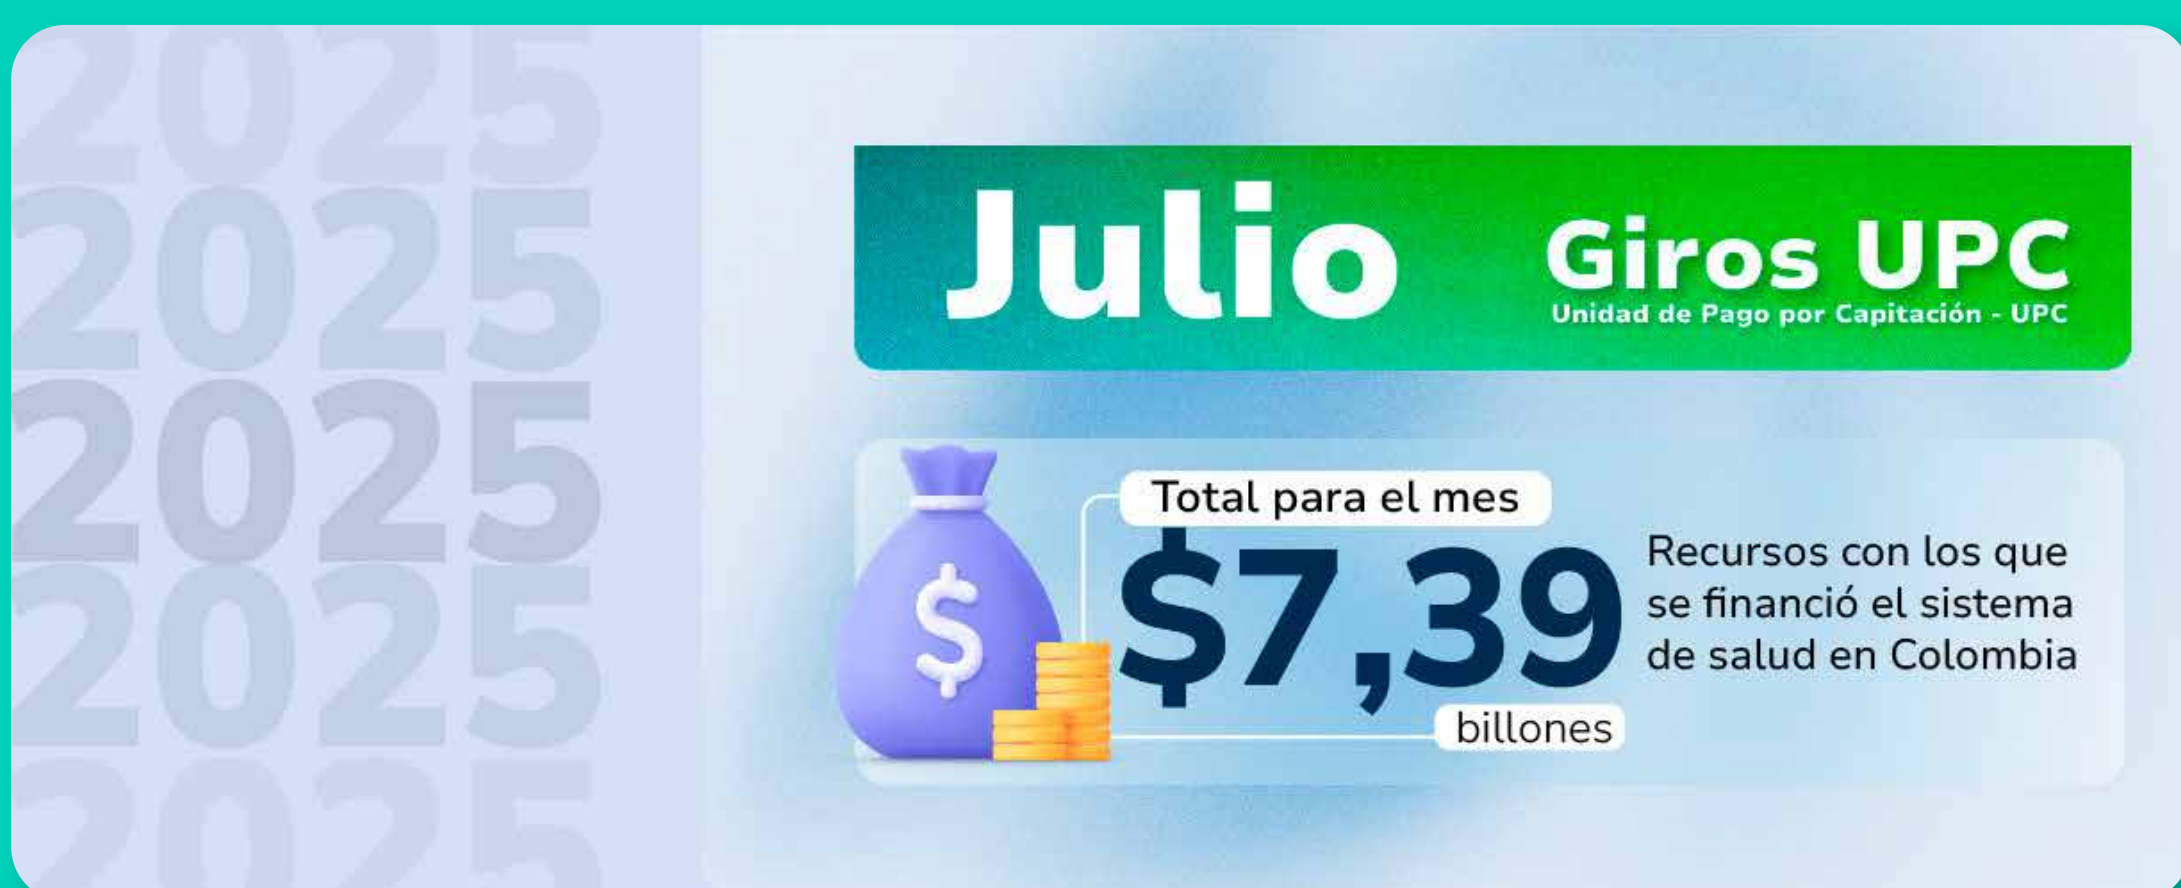 2025
2025
2025
2025
2025
Julio
Giros UPC
Unidad de Pago por Capitación - UPC
$
Total para el mes
$7,39
billones
Recursos con los que
se financió el sistema
de salud en Colombia